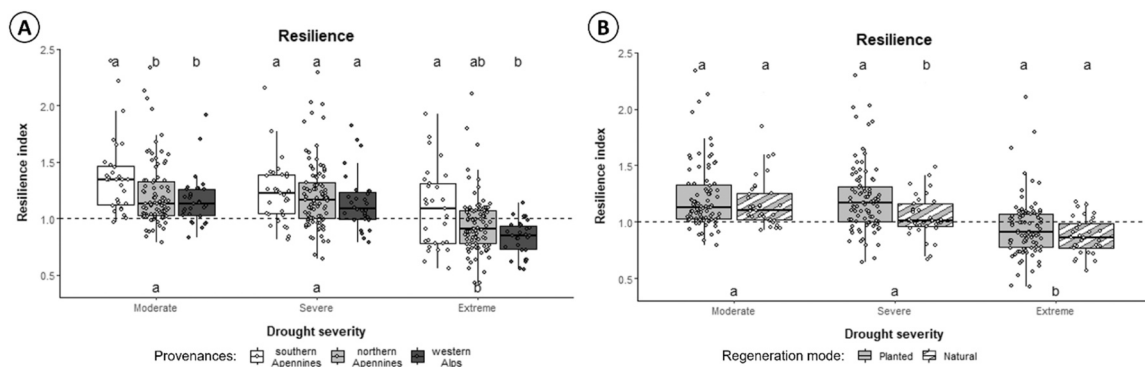 A
Resilience
2.5
2.0
1.5
1.0
0.5
Resilience index
a b b
a a a
a ab b
a a b
Moderate Severe Extreme
Drought severity
Provenances: southern Apennines northern Apennines western Alps
B
Resilience
2.5
2.0
1.5
1.0
0.5
Resilience index
a a
a b
a a
a a b
Moderate Severe Extreme
Drought severity
Regeneration mode: Planted Natural